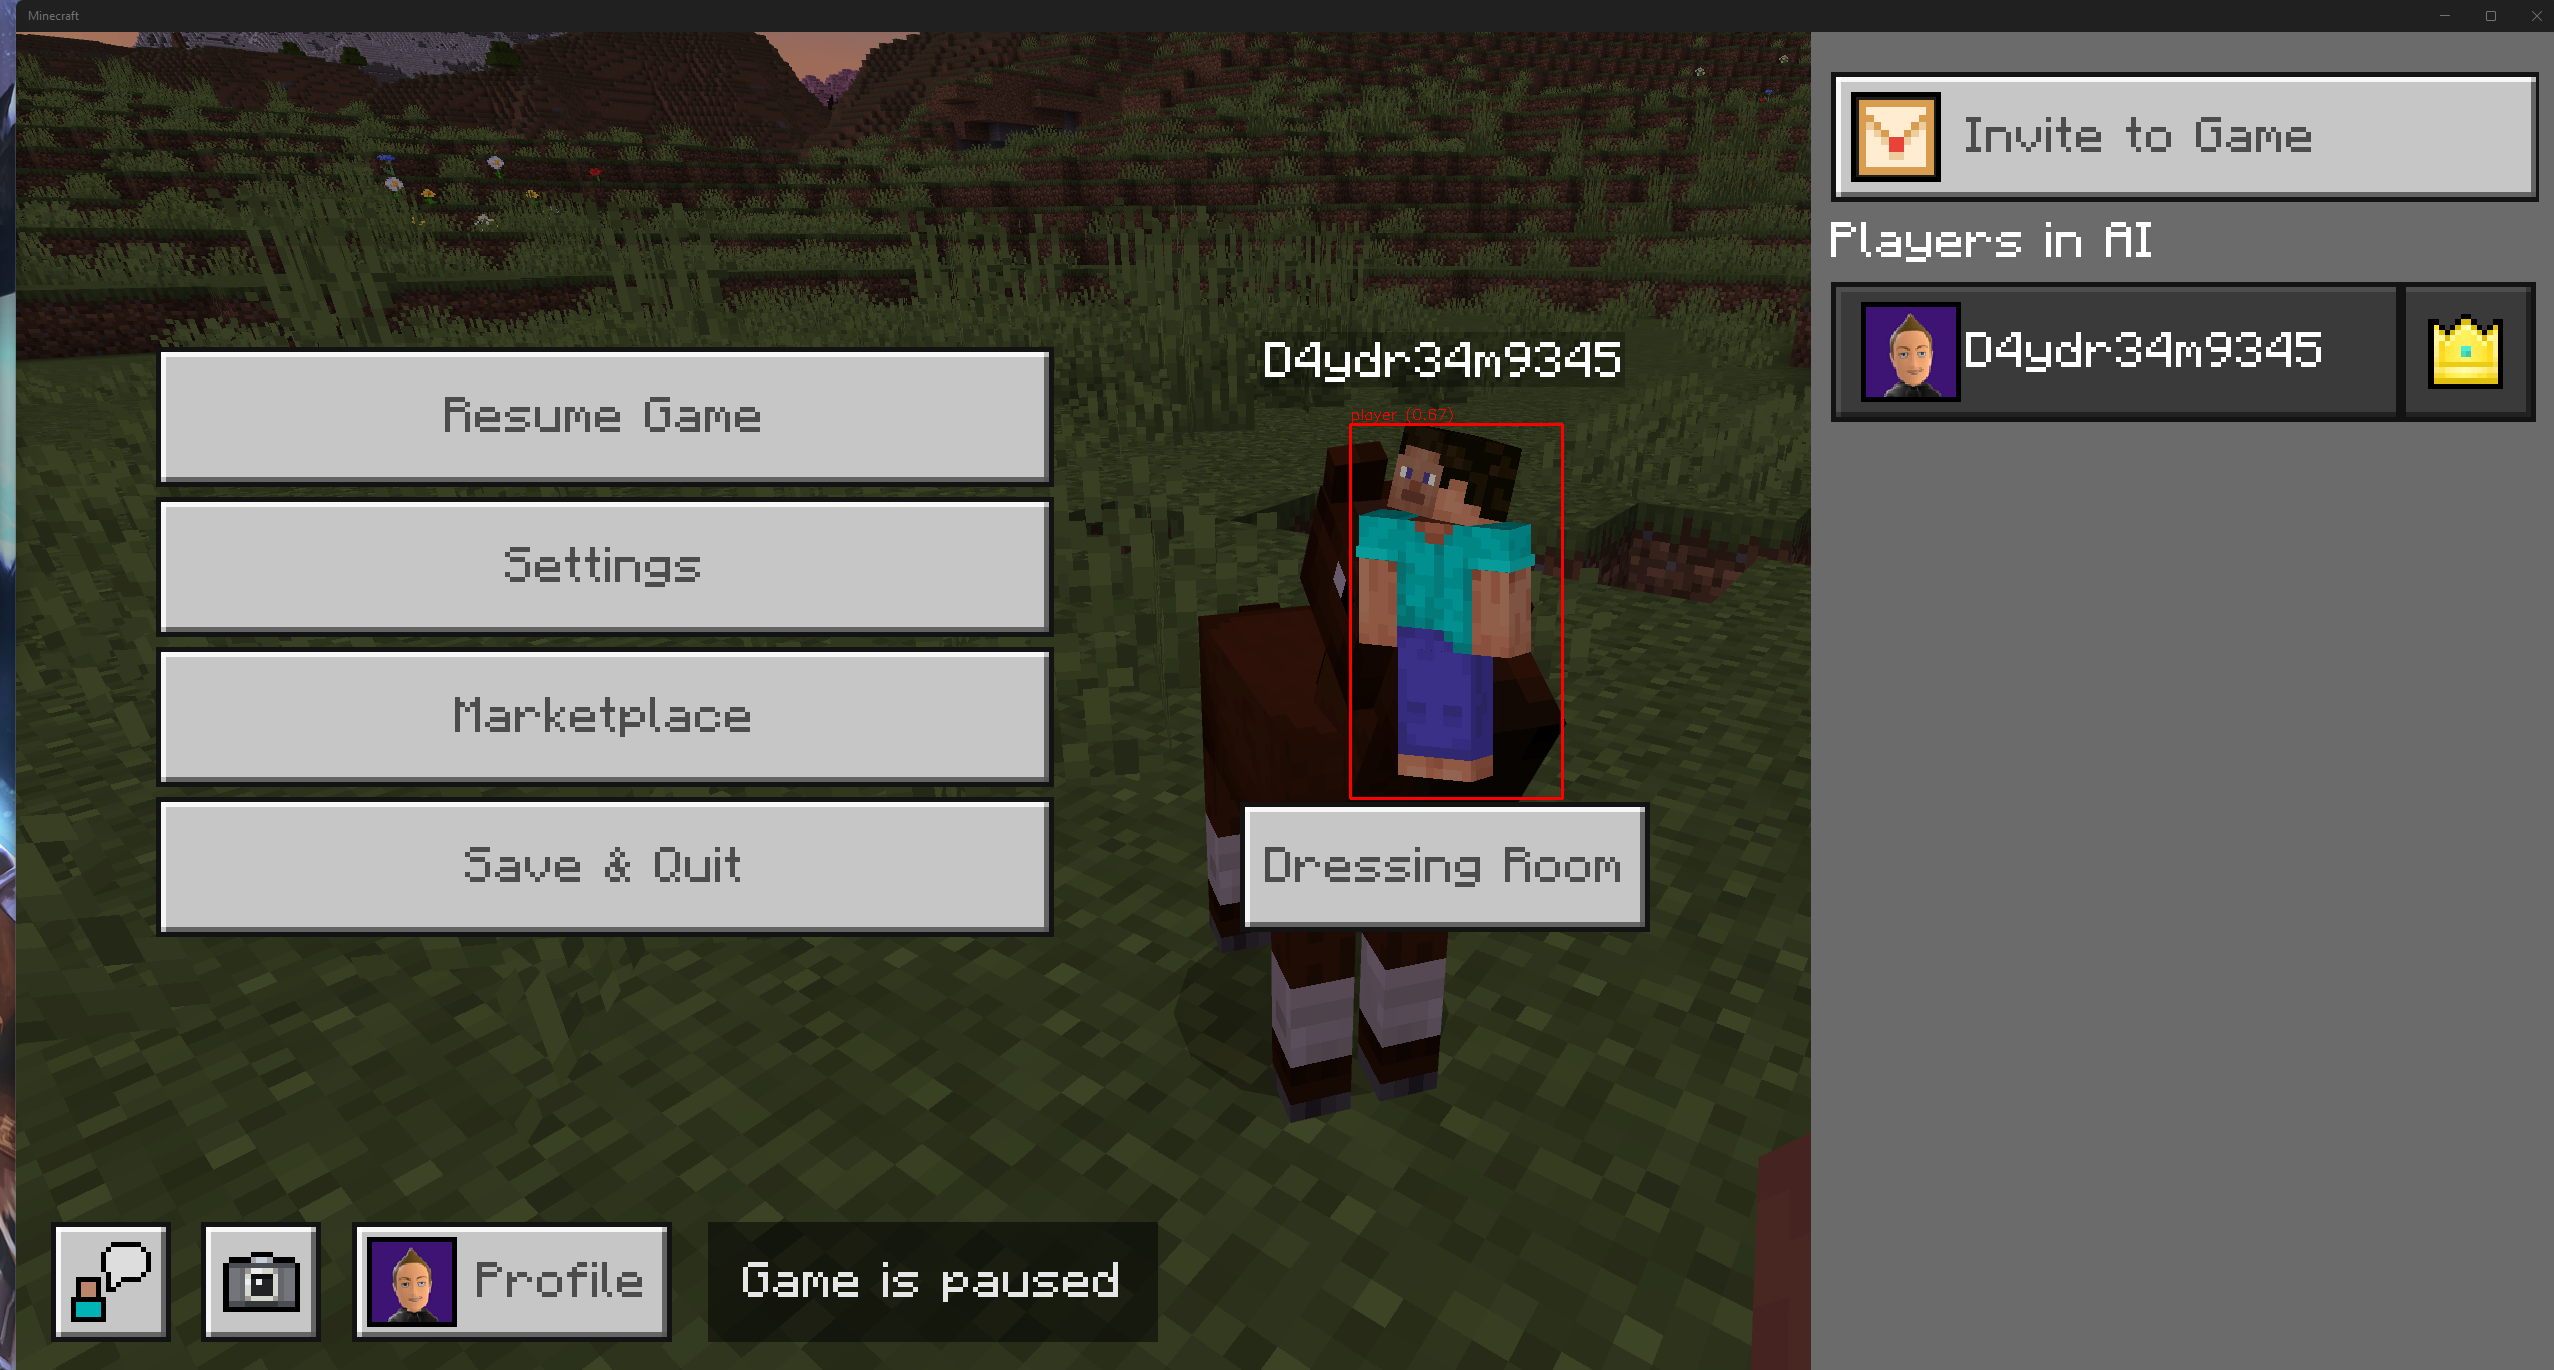 Minecraft
Invite to Game
Players in AI
D4ydr34m9345
D4ydr34m9345
player (0.87)
Resume Game
Settings
Marketplace
Save & Quit
Dressing Room
Profile
Game is paused